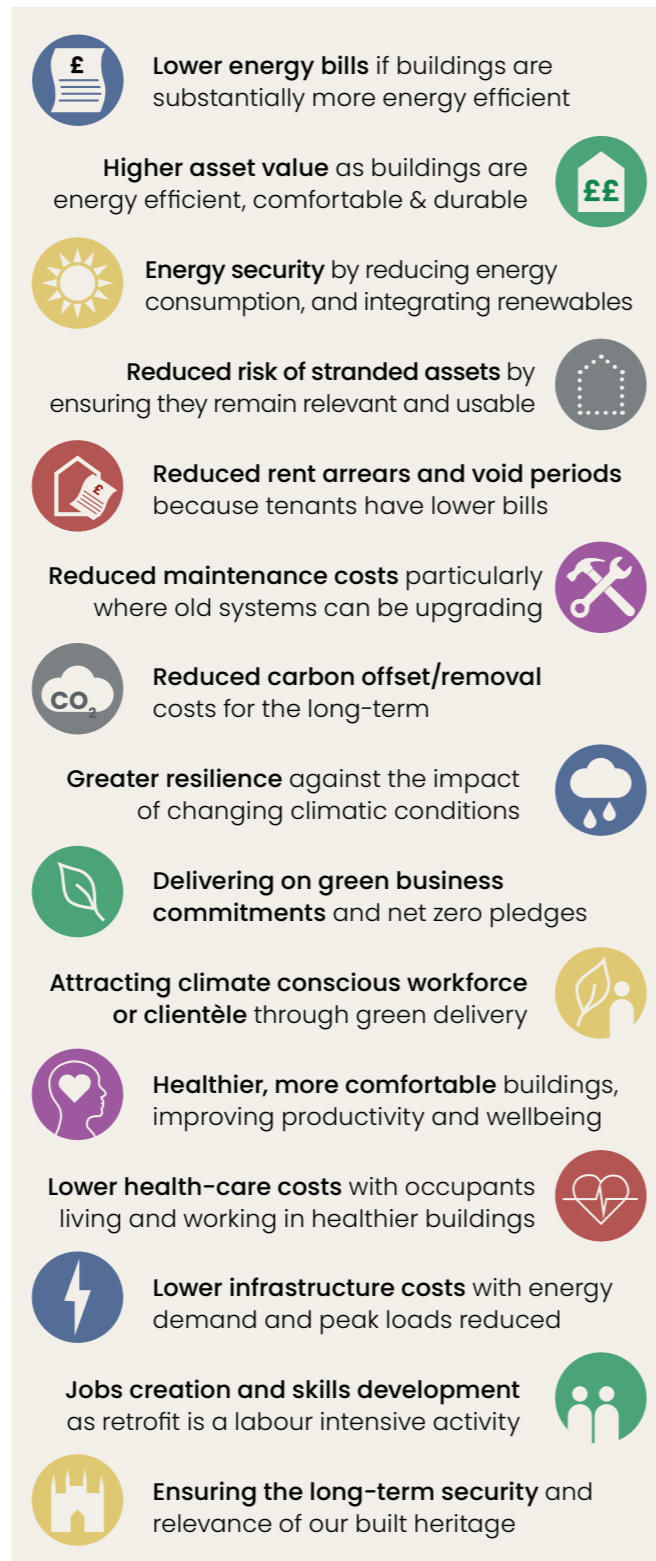 £
Lower energy bills if buildings are
substantially more energy efficient
Higher asset value as buildings are
energy efficient, comfortable & durable
££
Energy security by reducing energy
consumption, and integrating renewables
Reduced risk of stranded assets by
ensuring they remain relevant and usable
£
Reduced rent arrears and void periods
because tenants have lower bills
Reduced maintenance costs particularly
where old systems can be upgrading
CO₂
Reduced carbon offset/removal
costs for the long-term
Greater resilience against the impact
of changing climatic conditions
Delivering on green business
commitments and net zero pledges
Attracting climate conscious workforce
or clientèle through green delivery
Healthier, more comfortable buildings,
improving productivity and wellbeing
Lower health-care costs with occupants
living and working in healthier buildings
Lower infrastructure costs with energy
demand and peak loads reduced
Jobs creation and skills development
as retrofit is a labour intensive activity
Ensuring the long-term security and
relevance of our built heritage